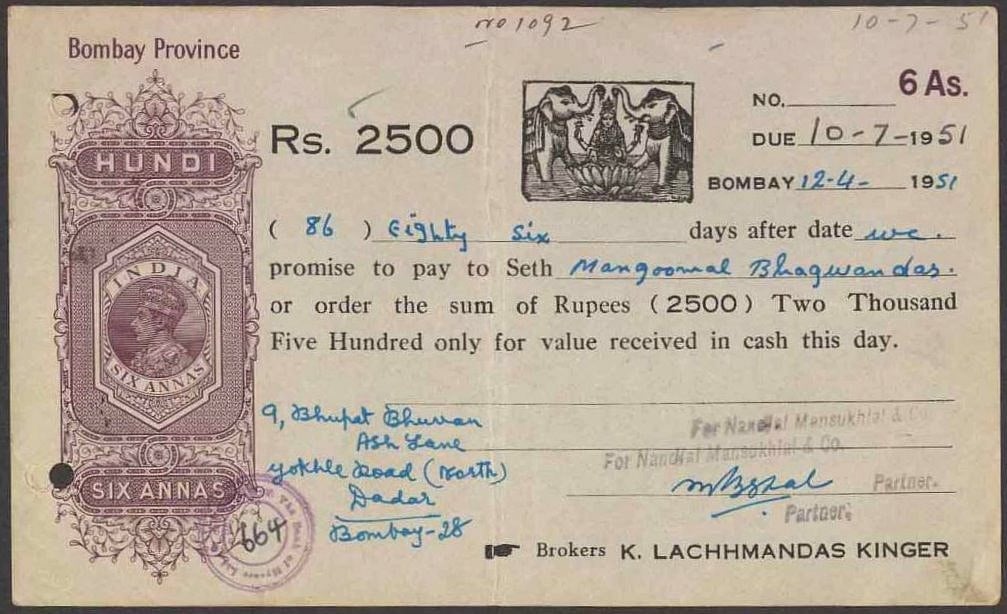 no 1092
10-7-51
Bombay Province
6 As.
NO.
HUNDI
Rs. 2500
DUE 10-7-1951
BOMBAY 12-4- 1951
( 86 ) Eighty Six days after date we.
INDIA
promise to pay to Seth Mangoomal Bhagwandas.
or order the sum of Rupees (2500) Two Thousand
Five Hundred only for value received in cash this day.
SIX ANNAS
9, Bhupat Bhuvan
Ash Lane
Gokhle Road (North)
Dadar
Bombay-28
For Nandlal Mansukhlal & Co.
For Nandlal Mansukhlal & Co.
Partner.
Partner.
SIX ANNAS
The Bank of Mysore
664
Brokers K. LACHHMANDAS KINGER